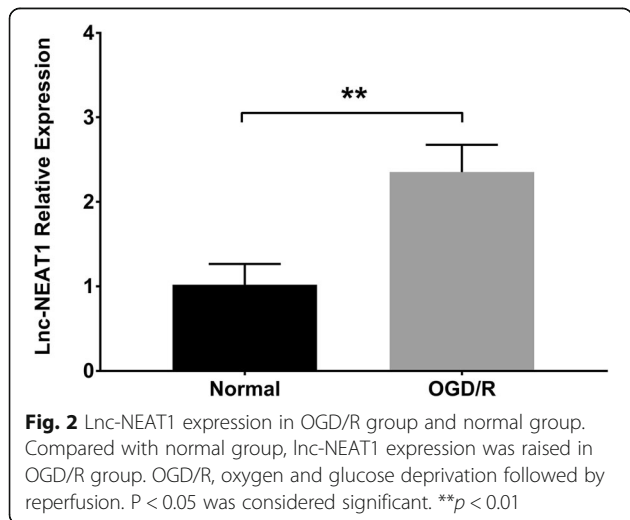 4
**
3
Lnc-NEAT1 Relative Expression
2
1
0
Normal
OGD/R
Fig. 2 Lnc-NEAT1 expression in OGD/R group and normal group.
Compared with normal group, lnc-NEAT1 expression was raised in
OGD/R group. OGD/R, oxygen and glucose deprivation followed by
reperfusion. P < 0.05 was considered significant. **p < 0.01